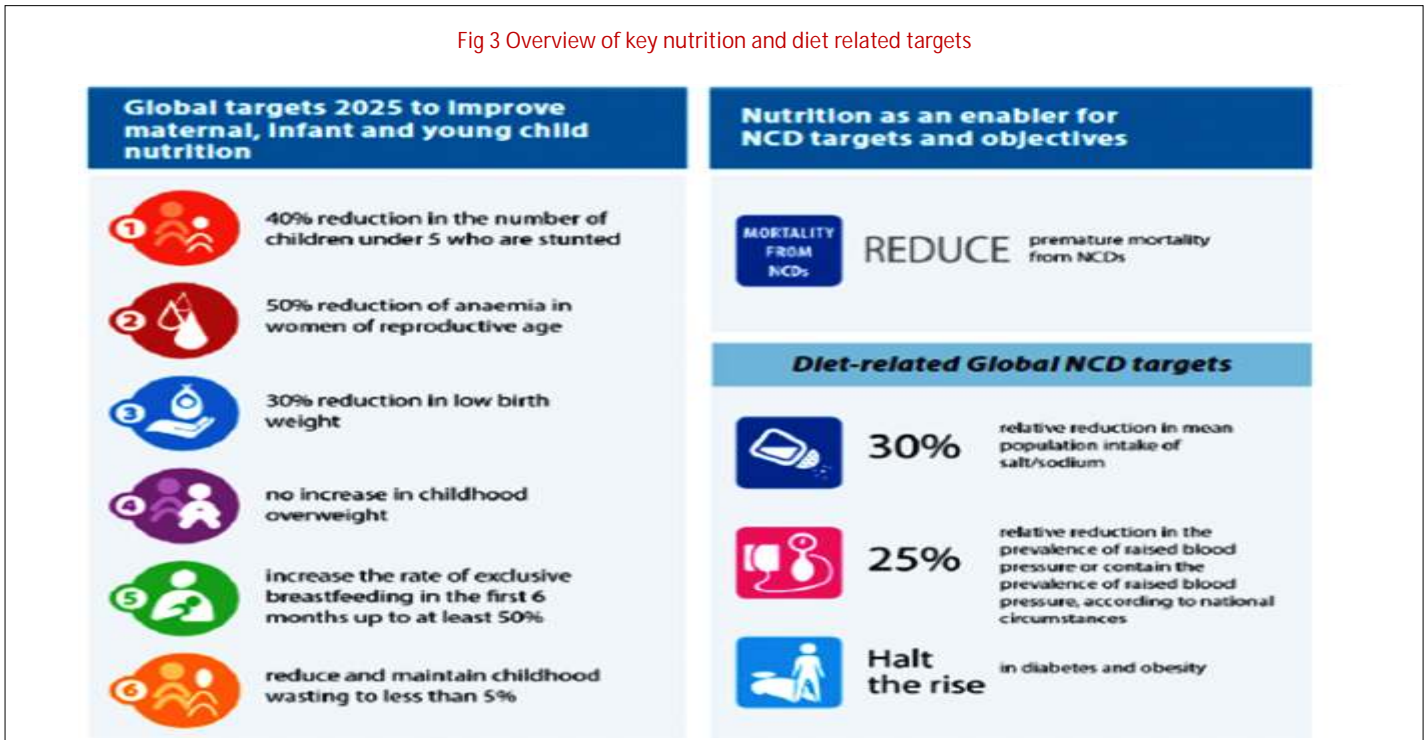 Fig 3 Overview of key nutrition and diet related targets
Global targets 2025 to improve
maternal, infant and young child
nutrition
1
40% reduction in the number of
children under 5 who are stunted
2
50% reduction of anaemia in
women of reproductive age
3
30% reduction in low birth
weight
4
no increase in childhood
overweight
5
increase the rate of exclusive
breastfeeding in the first 6
months up to at least 50%
6
reduce and maintain childhood
wasting to less than 5%
Nutrition as an enabler for
NCD targets and objectives
MORTALITY
FROM
NCDs
REDUCE
premature mortality
from NCDs
Diet-related Global NCD targets
30%
relative reduction in mean
population intake of
salt/sodium
25%
relative reduction in the
prevalence of raised blood
pressure or contain the
prevalence of raised blood
pressure, according to national
circumstances
Halt
the rise
in diabetes and obesity